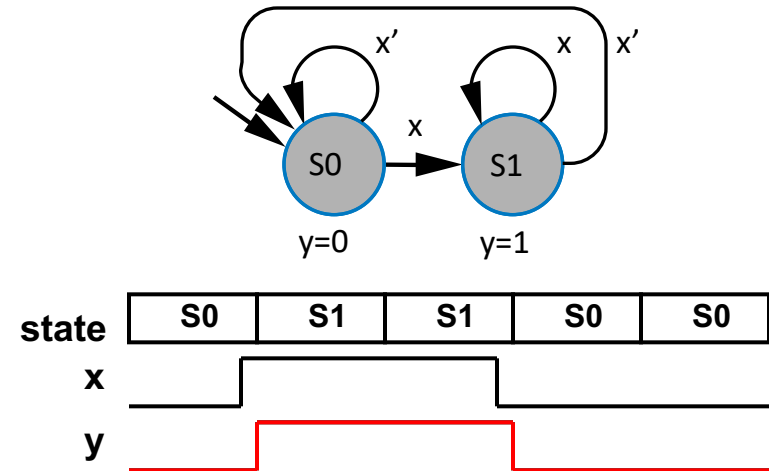 x’ x x’
x
S0 S1
y=0 y=1
state S0 S1 S1 S0 S0
x
y